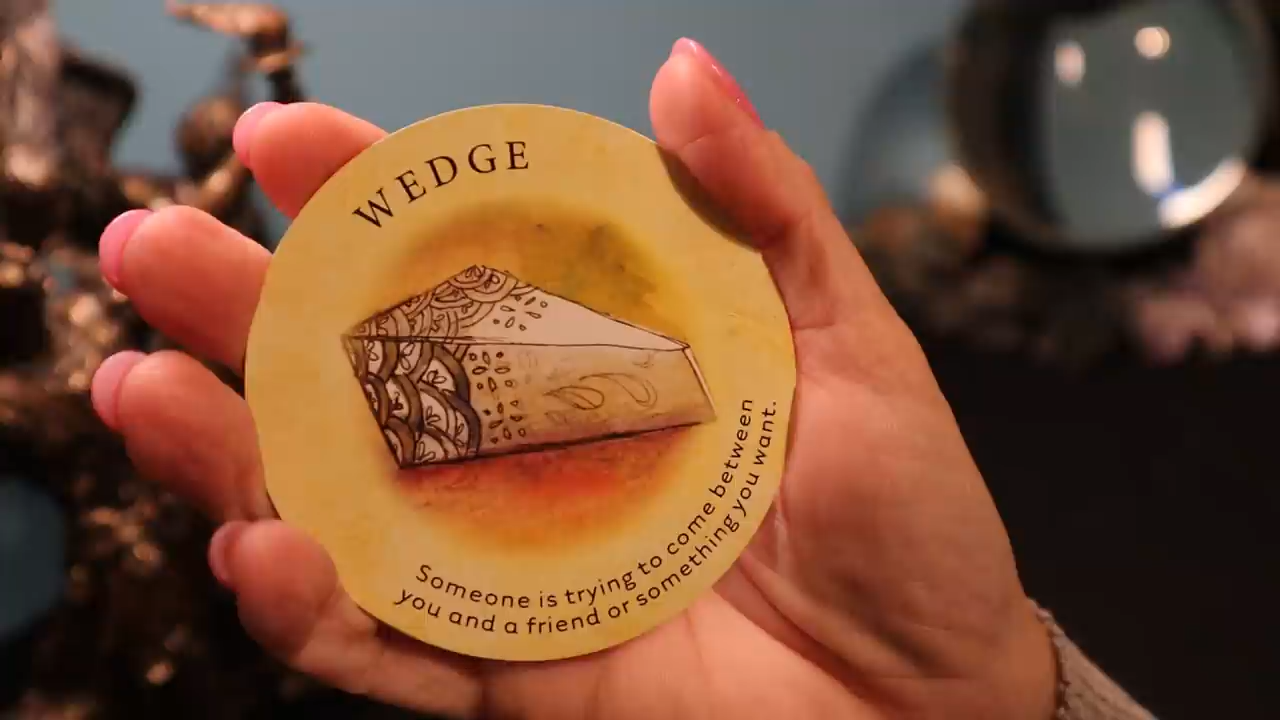 WEDGE
Someone is trying to come between
you and a friend or something you want.